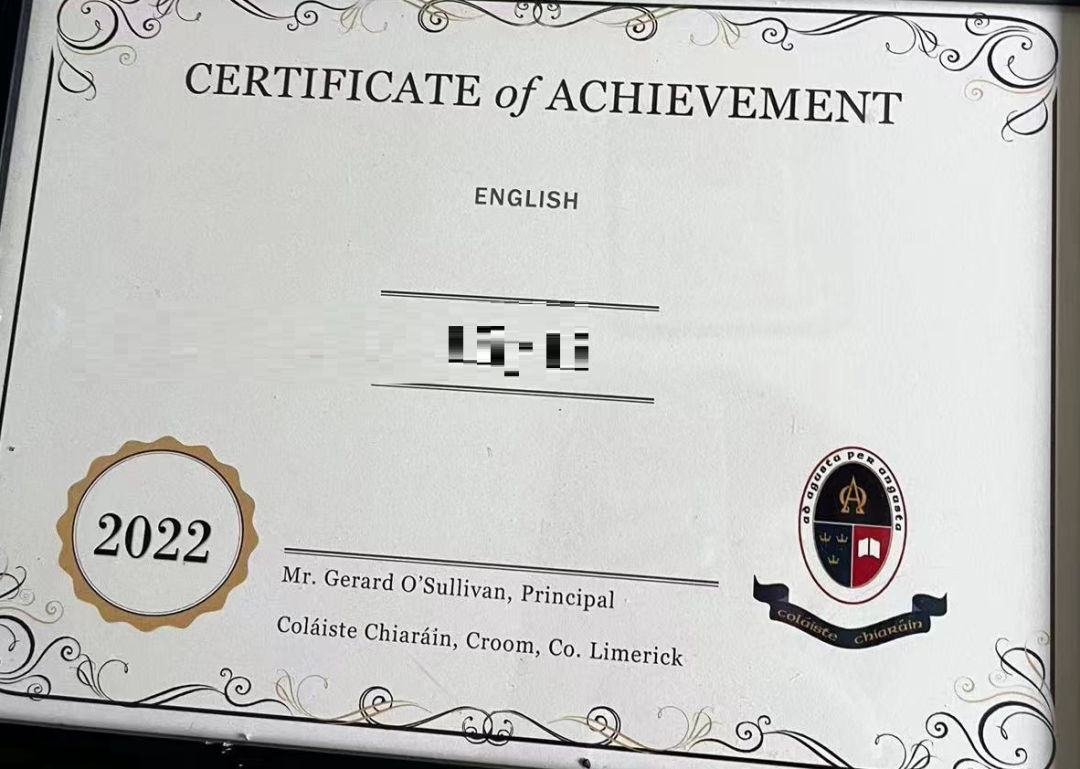 CERTIFICATE of ACHIEVEMENT
ENGLISH
2022
Mr. Gerard O'Sullivan, Principal
Coláiste Chiaráin, Croom, Co. Limerick
ad agusta per angusta
coláiste chiaráin